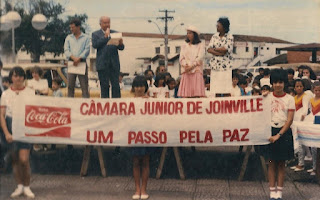 Coca-Cola
CÂMARA JUNIOR DE JOINVILLE
UM PASSO PELA PAZ